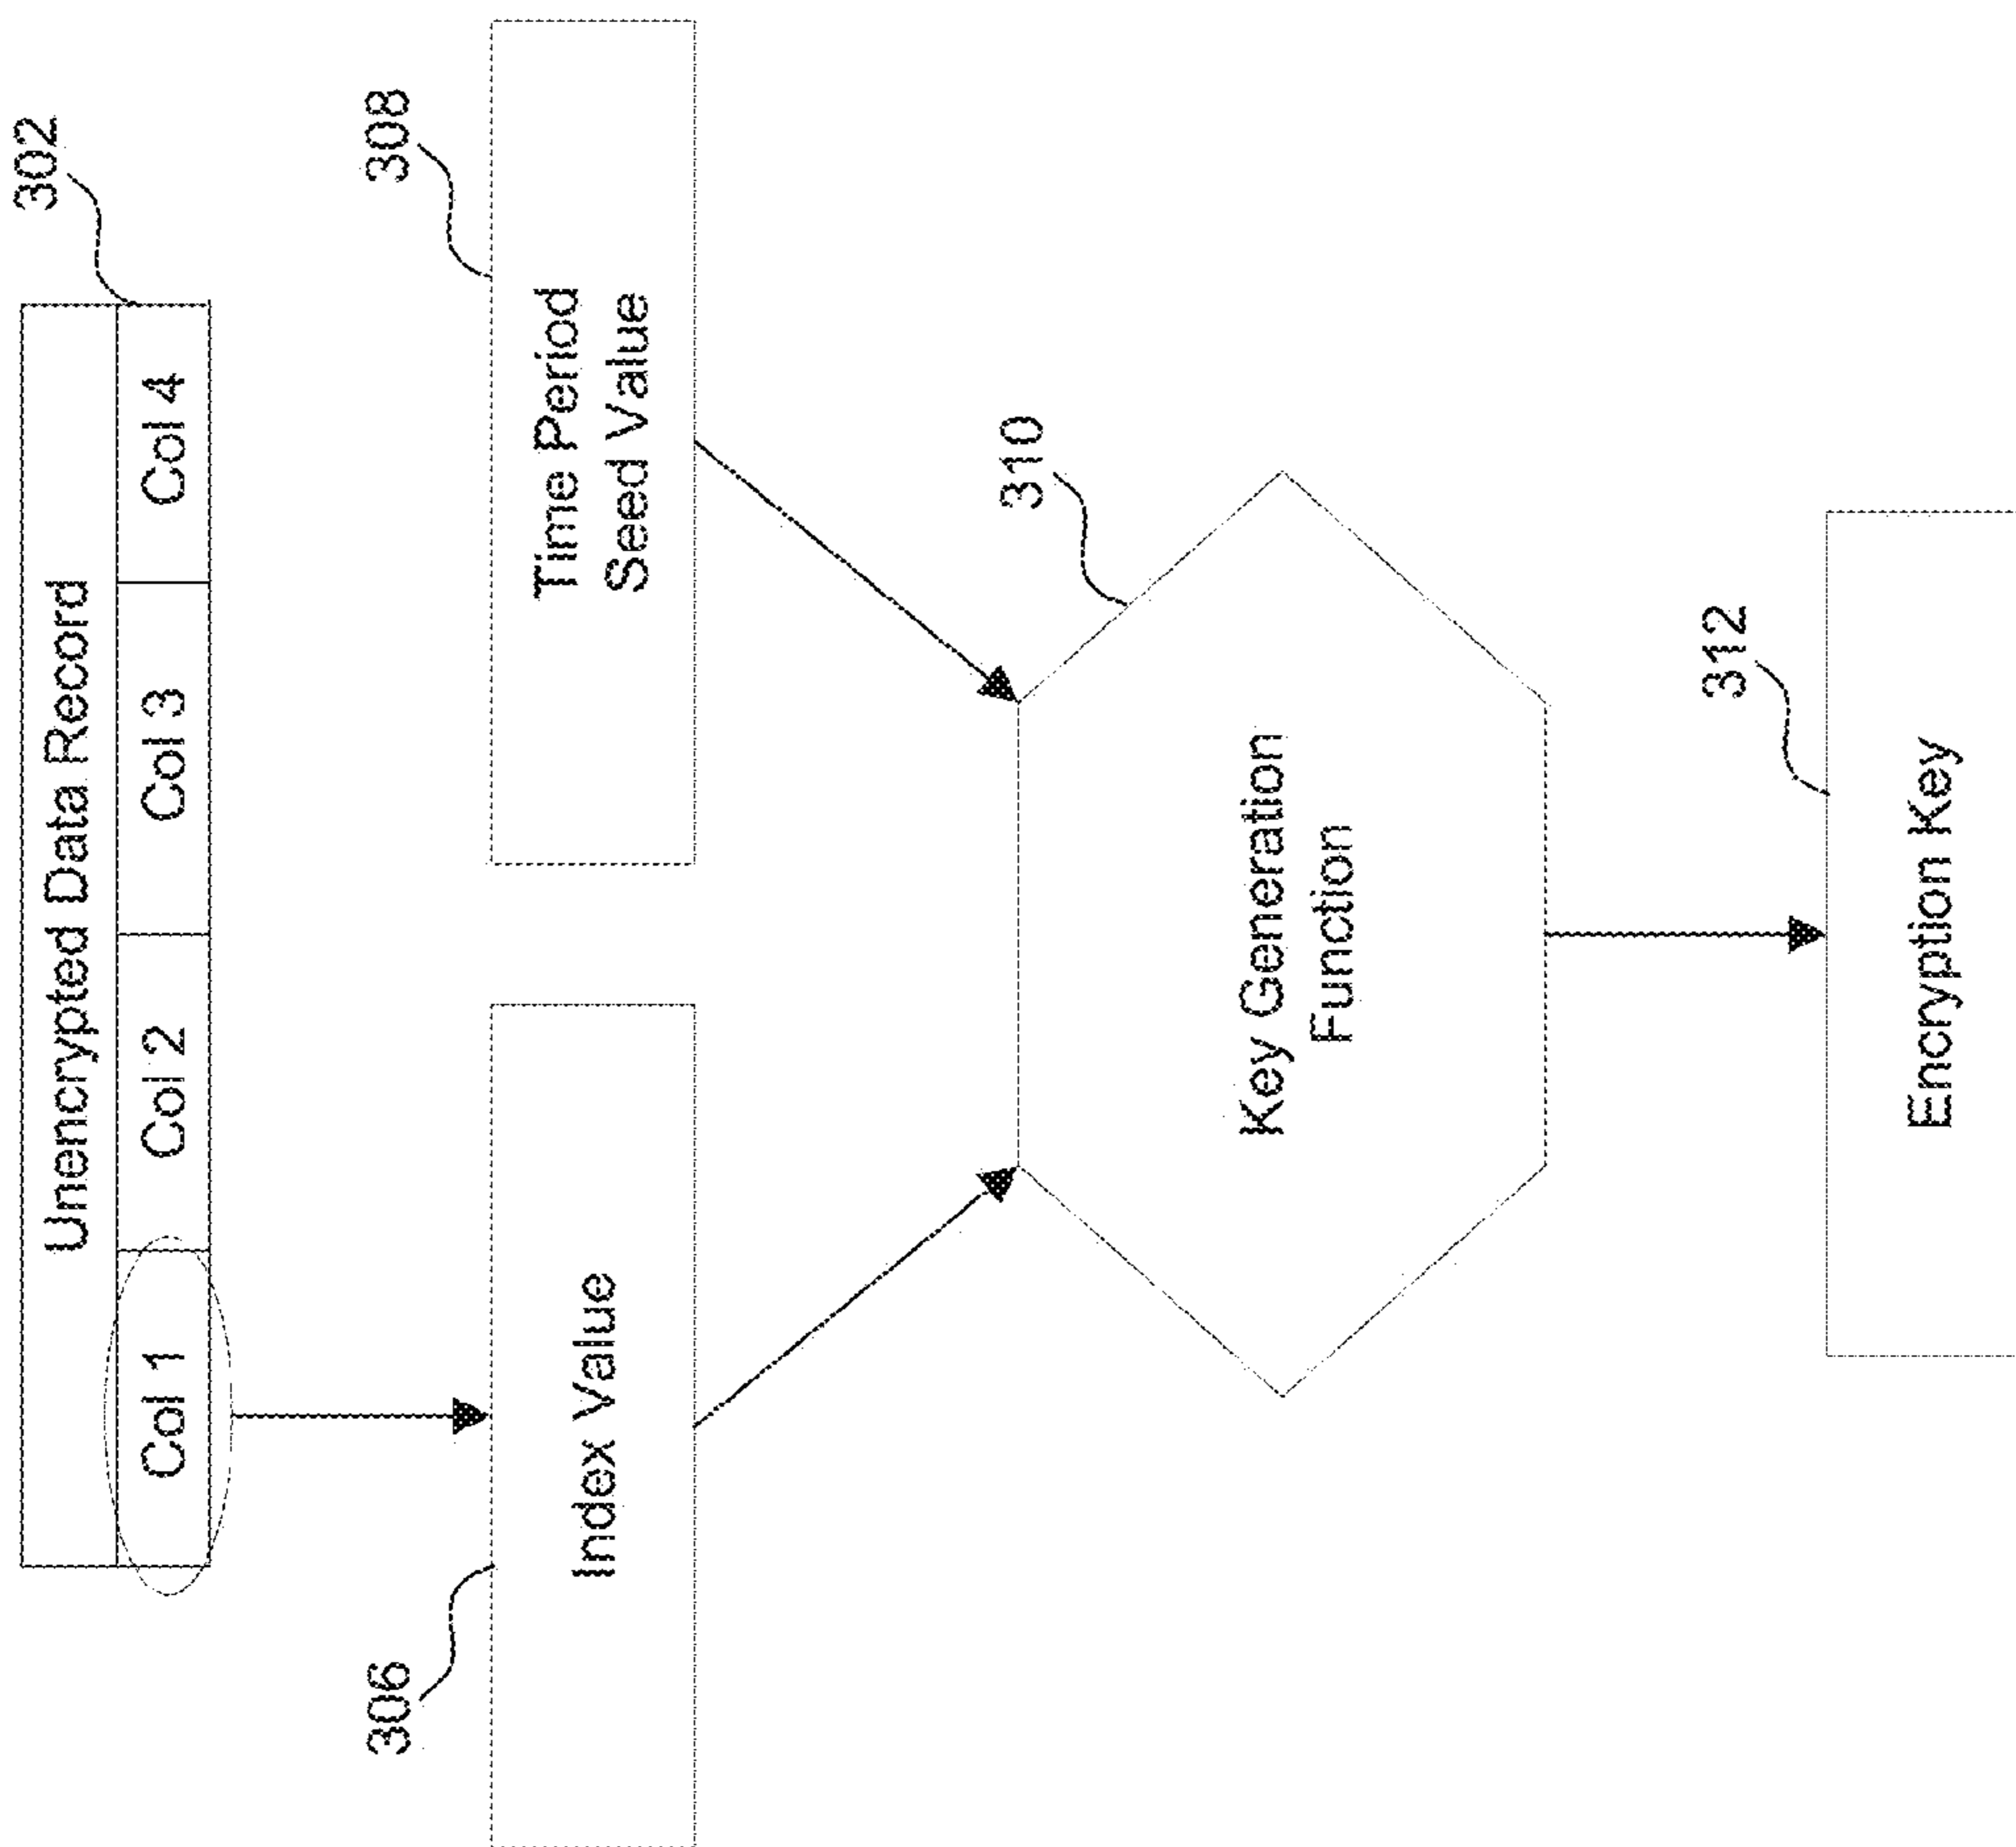 302
Unencrypted Data Record
Col 1
Col 2
Col 3
Col 4
306
308
Index Value
Time Period
Seed Value
310
Key Generation
Function
312
Encryption Key